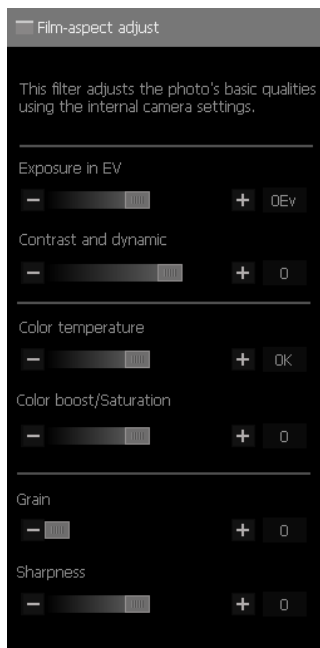 Film-aspect adjust
This filter adjusts the photo's basic qualities
using the internal camera settings.
Exposure in EV
− + 0Ev
Contrast and dynamic
− + 0
Color temperature
− + 0K
Color boost/Saturation
− + 0
Grain
− + 0
Sharpness
− + 0